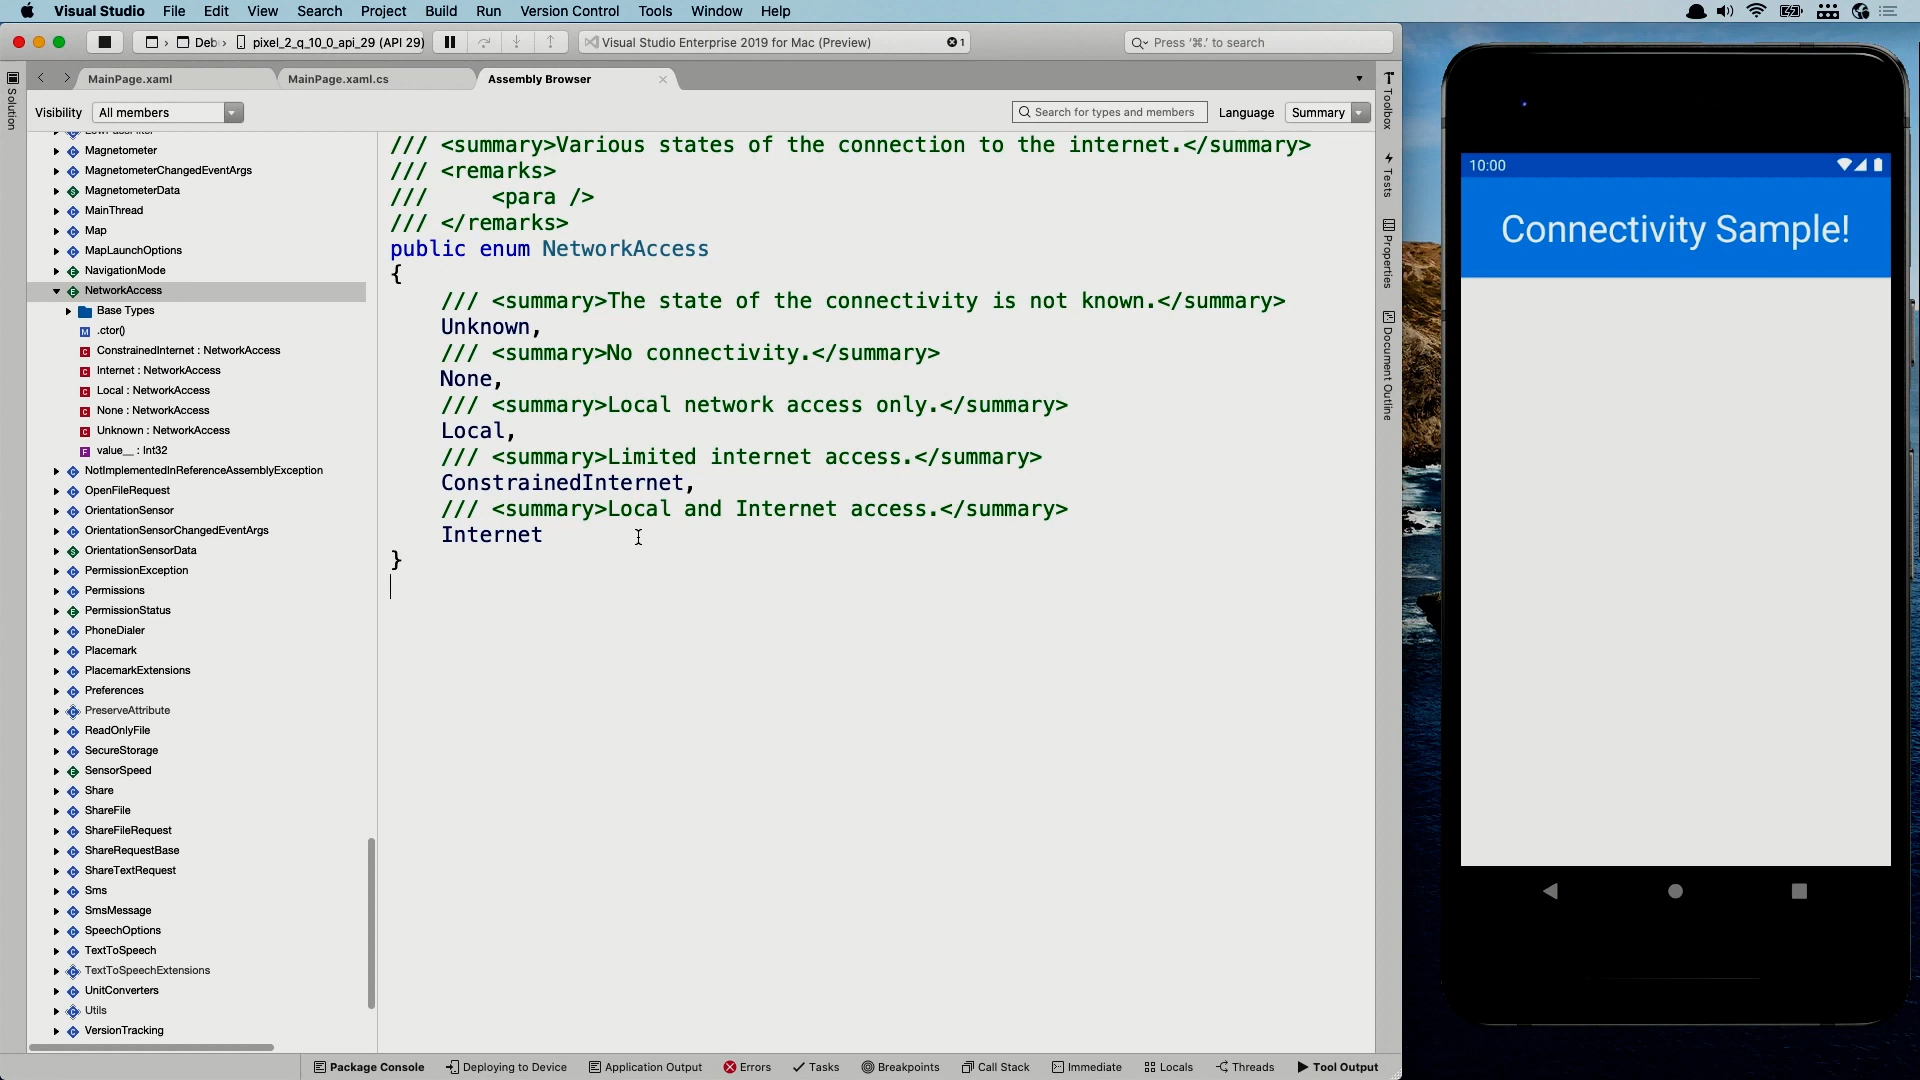 Visual Studio File Edit View Search Project Build Run Version Control Tools Window Help
Deb pixel_2_q_10_0_api_29 (API 29) Visual Studio Enterprise 2019 for Mac (Preview) 1 Press '⌘.' to search
MainPage.xaml MainPage.xaml.cs Assembly Browser
Visibility All members Search for types and members Language Summary
Solution
Magnetometer
MagnetometerChangedEventArgs
MagnetometerData
MainThread
Map
MapLaunchOptions
NavigationMode
NetworkAccess
Base Types
.ctor()
ConstrainedInternet : NetworkAccess
Internet : NetworkAccess
Local : NetworkAccess
None : NetworkAccess
Unknown : NetworkAccess
value__ : Int32
NotImplementedInReferenceAssemblyException
OpenFileRequest
OrientationSensor
OrientationSensorChangedEventArgs
OrientationSensorData
PermissionException
Permissions
PermissionStatus
PhoneDialer
Placemark
PlacemarkExtensions
Preferences
PreserveAttribute
ReadOnlyFile
SecureStorage
SensorSpeed
Share
ShareFile
ShareFileRequest
ShareRequestBase
ShareTextRequest
Sms
SmsMessage
SpeechOptions
TextToSpeech
TextToSpeechExtensions
UnitConverters
Utils
VersionTracking
/// <summary>Various states of the connection to the internet.</summary>
/// <remarks>
///     <para />
/// </remarks>
public enum NetworkAccess
{
    /// <summary>The state of the connectivity is not known.</summary>
    Unknown,
    /// <summary>No connectivity.</summary>
    None,
    /// <summary>Local network access only.</summary>
    Local,
    /// <summary>Limited internet access.</summary>
    ConstrainedInternet,
    /// <summary>Local and Internet access.</summary>
    Internet
}
Toolbox
Tests
Properties
Document Outline
Package Console Deploying to Device Application Output Errors Tasks Breakpoints Call Stack Immediate Locals Threads Tool Output
10:00
Connectivity Sample!